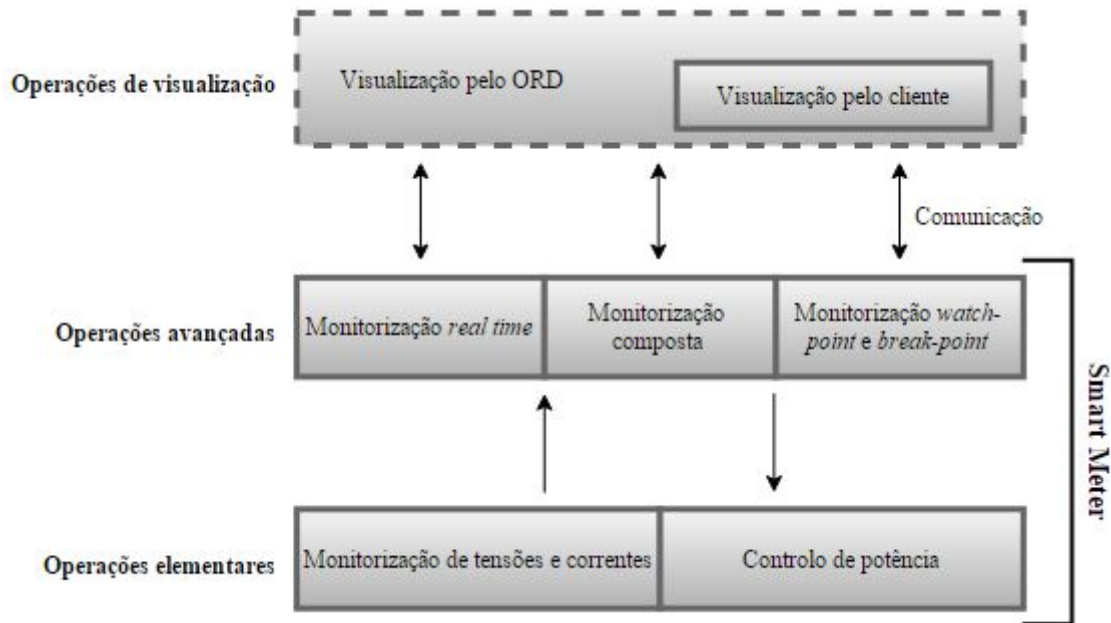 Operações de visualização
Visualização pelo ORD
Visualização pelo cliente
Comunicação
Operações avançadas
Monitorização real time
Monitorização
composta
Monitorização watch-
point e break-point
Smart Meter
Operações elementares
Monitorização de tensões e correntes
Controlo de potência